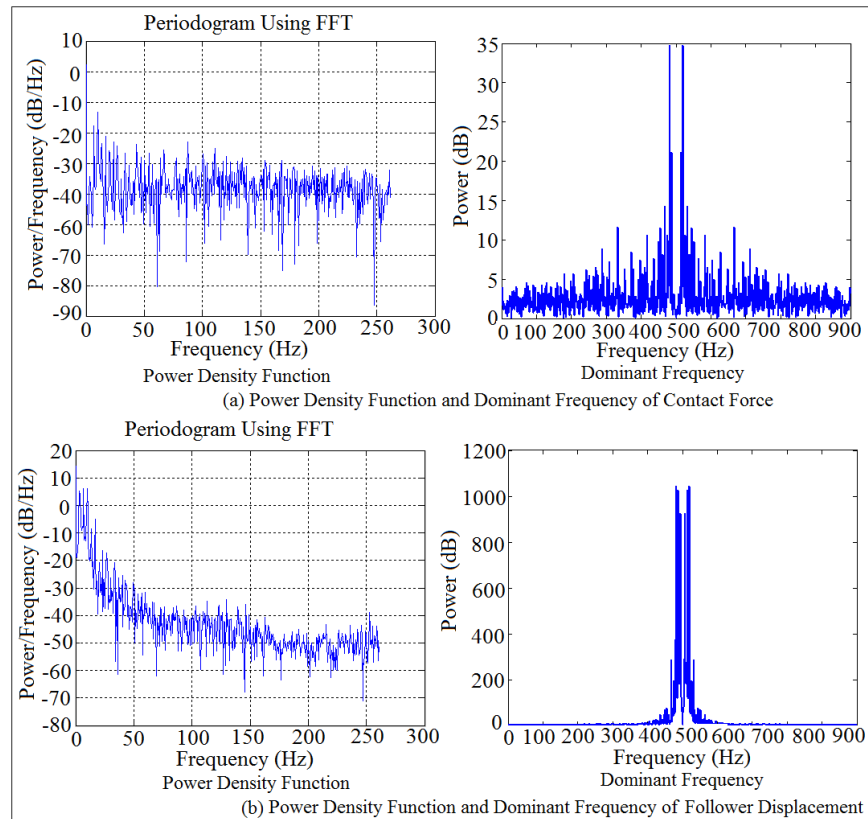 Periodogram Using FFT
Power/Frequency (dB/Hz)
10
0
-10
-20
-30
-40
-50
-60
-70
-80
-90
0 50 100 150 200 250 300
Frequency (Hz)
Power Density Function
Power (dB)
35
30
25
20
15
10
5
0
0 100 200 300 400 500 600 700 800 900
Frequency (Hz)
Dominant Frequency
(a) Power Density Function and Dominant Frequency of Contact Force
Periodogram Using FFT
Power/Frequency (dB/Hz)
20
10
0
-10
-20
-30
-40
-50
-60
-70
-80
0 50 100 150 200 250 300
Frequency (Hz)
Power Density Function
Power (dB)
1200
1000
800
600
400
200
0
0 100 200 300 400 500 600 700 800 900
Frequency (Hz)
Dominant Frequency
(b) Power Density Function and Dominant Frequency of Follower Displacement